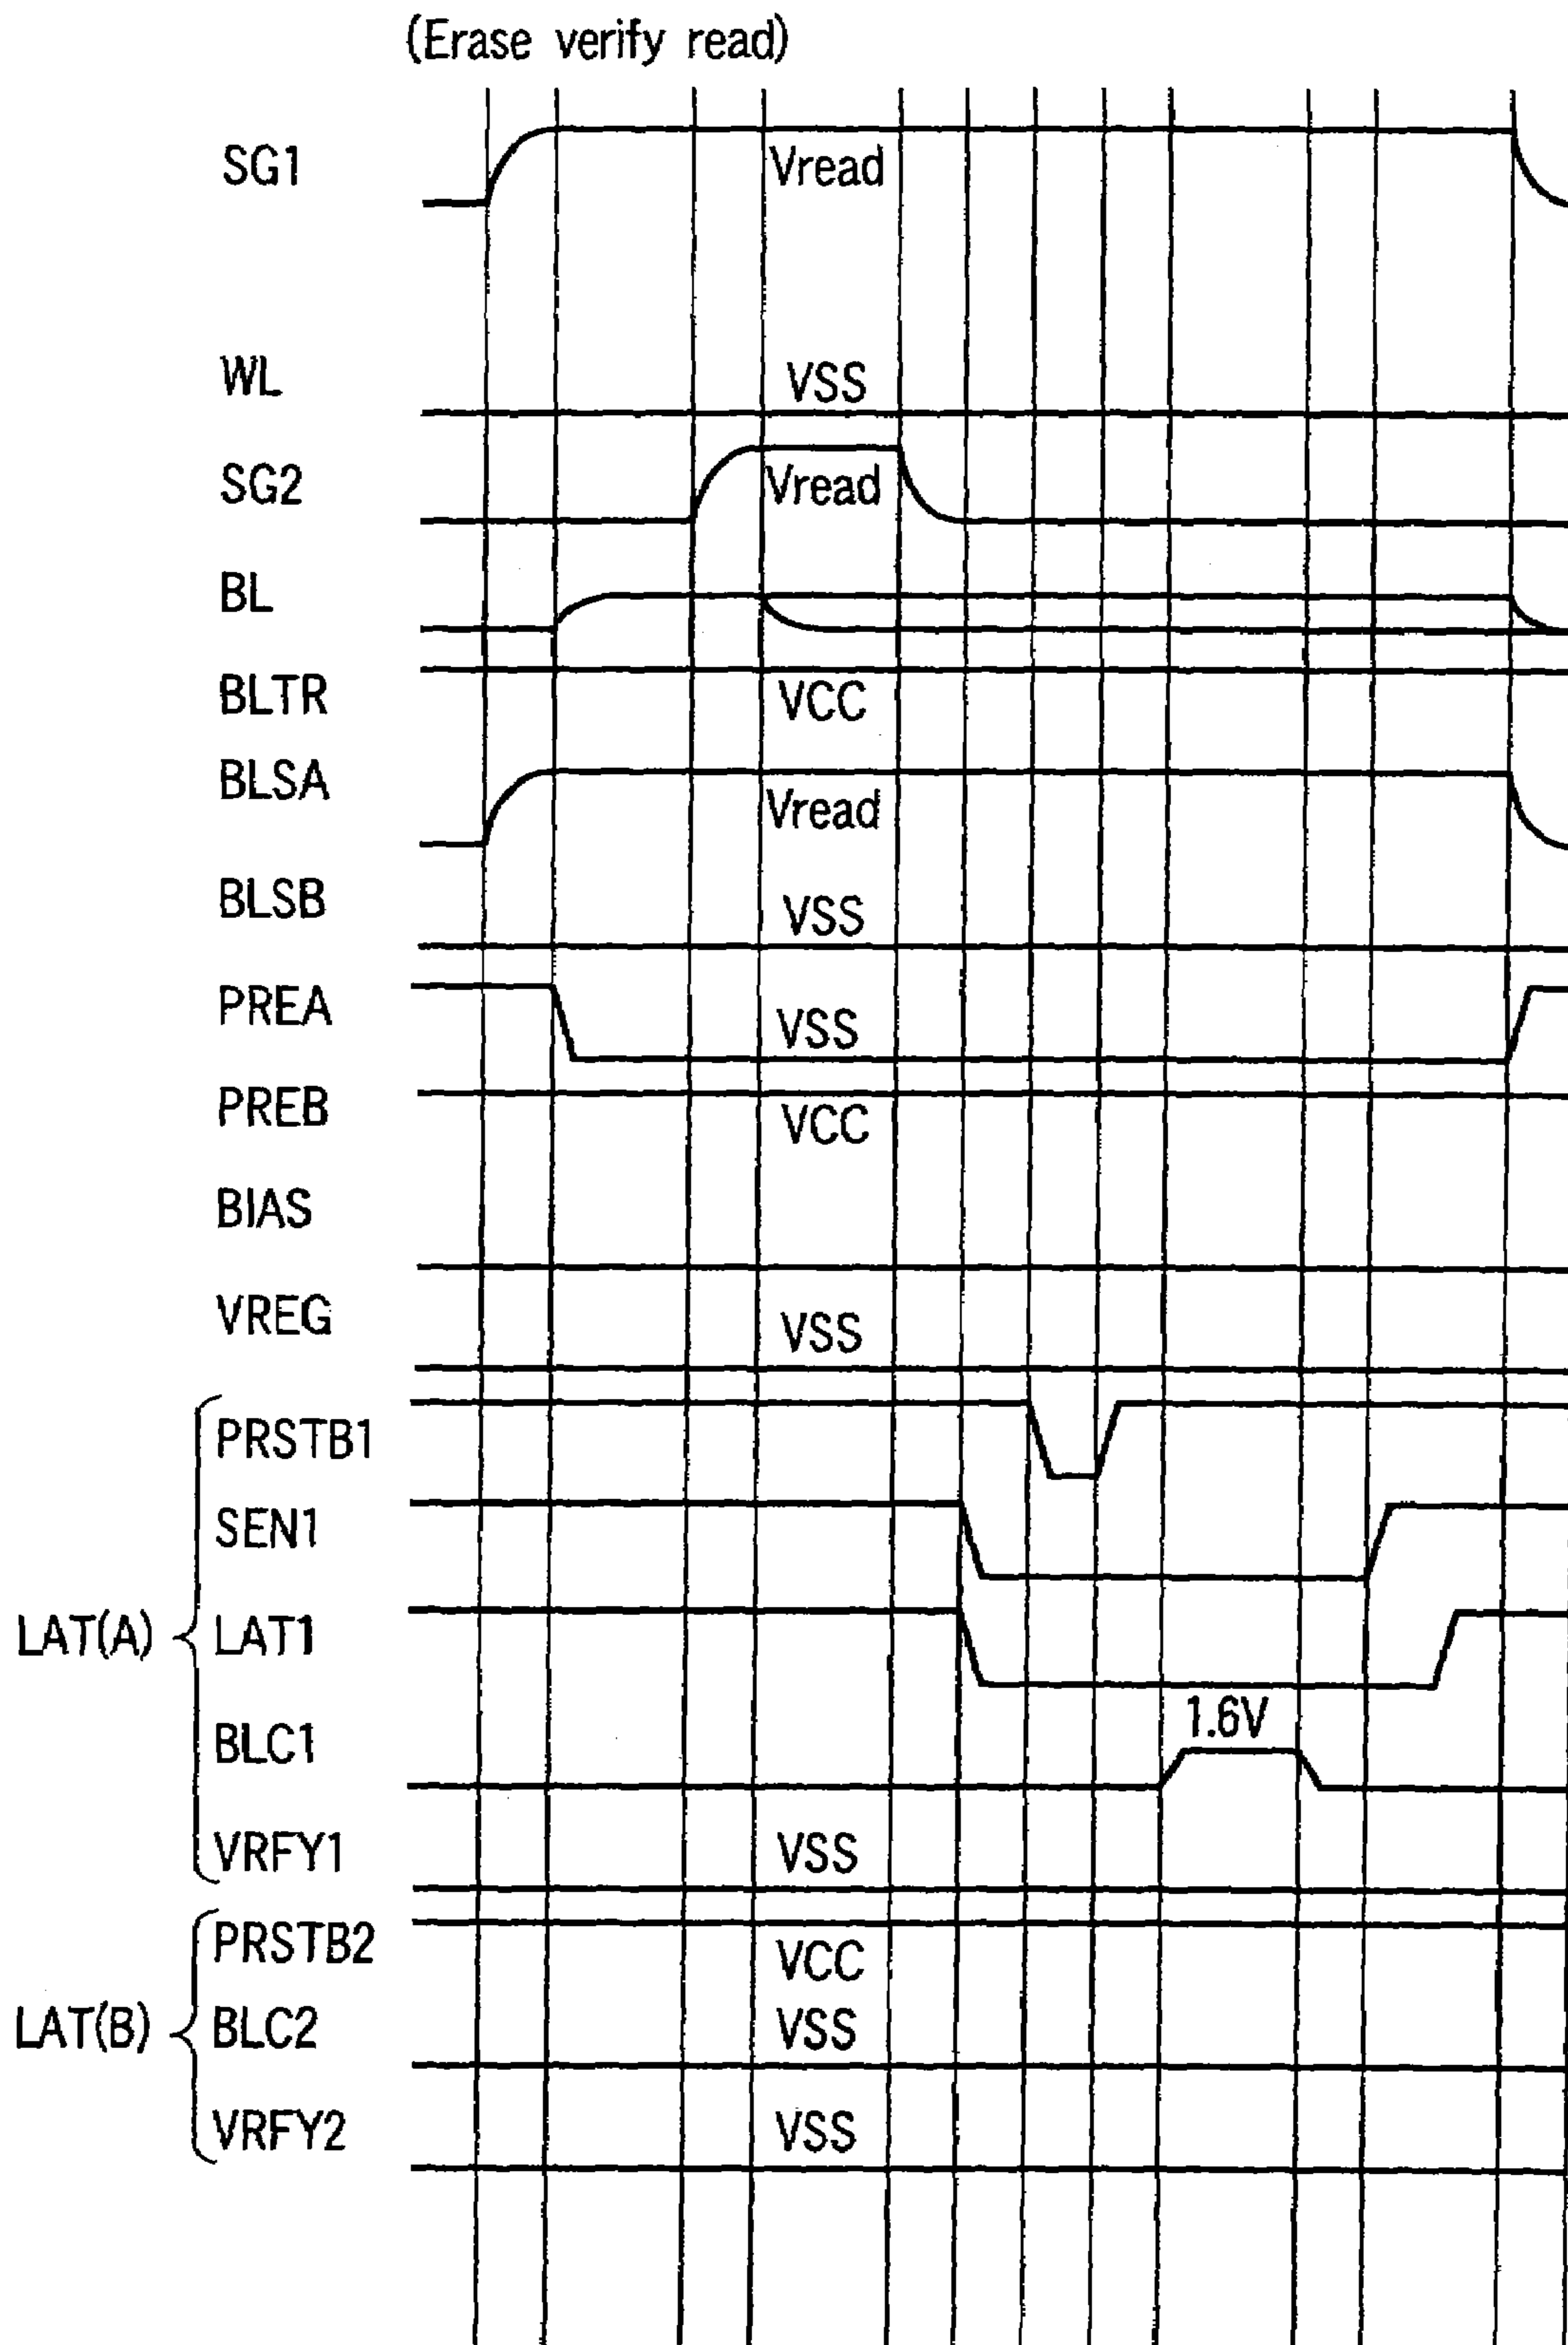 (Erase verify read)
SG1 Vread
WL VSS
SG2 Vread
BL
BLTR VCC
BLSA Vread
BLSB VSS
PREA VSS
PREB VCC
BIAS
VREG VSS
PRSTB1
SEN1
LAT(A) LAT1
1.6V
BLC1
VRFY1 VSS
PRSTB2 VCC
LAT(B) BLC2 VSS
VRFY2 VSS